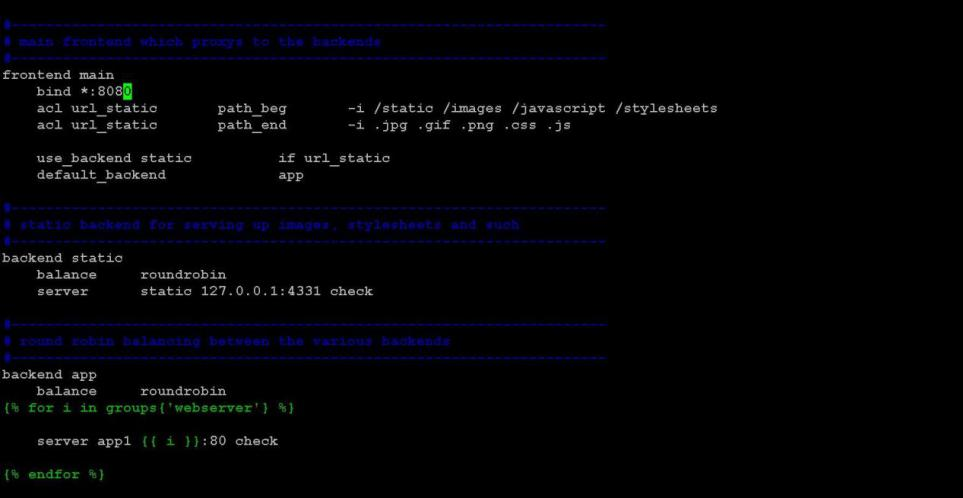 #---------------------------------------------------------------------
# main frontend which proxys to the backends
#---------------------------------------------------------------------
frontend main
    bind *:8080
    acl url_static       path_beg       -i /static /images /javascript /stylesheets
    acl url_static       path_end       -i .jpg .gif .png .css .js
    use_backend static          if url_static
    default_backend             app
#---------------------------------------------------------------------
# static backend for serving up images, stylesheets and such
#---------------------------------------------------------------------
backend static
    balance     roundrobin
    server      static 127.0.0.1:4331 check
#---------------------------------------------------------------------
# round robin balancing between the various backends
#---------------------------------------------------------------------
backend app
    balance     roundrobin
{% for i in groups{'webserver'} %}
    server app1 {{ i }}:80 check
{% endfor %}